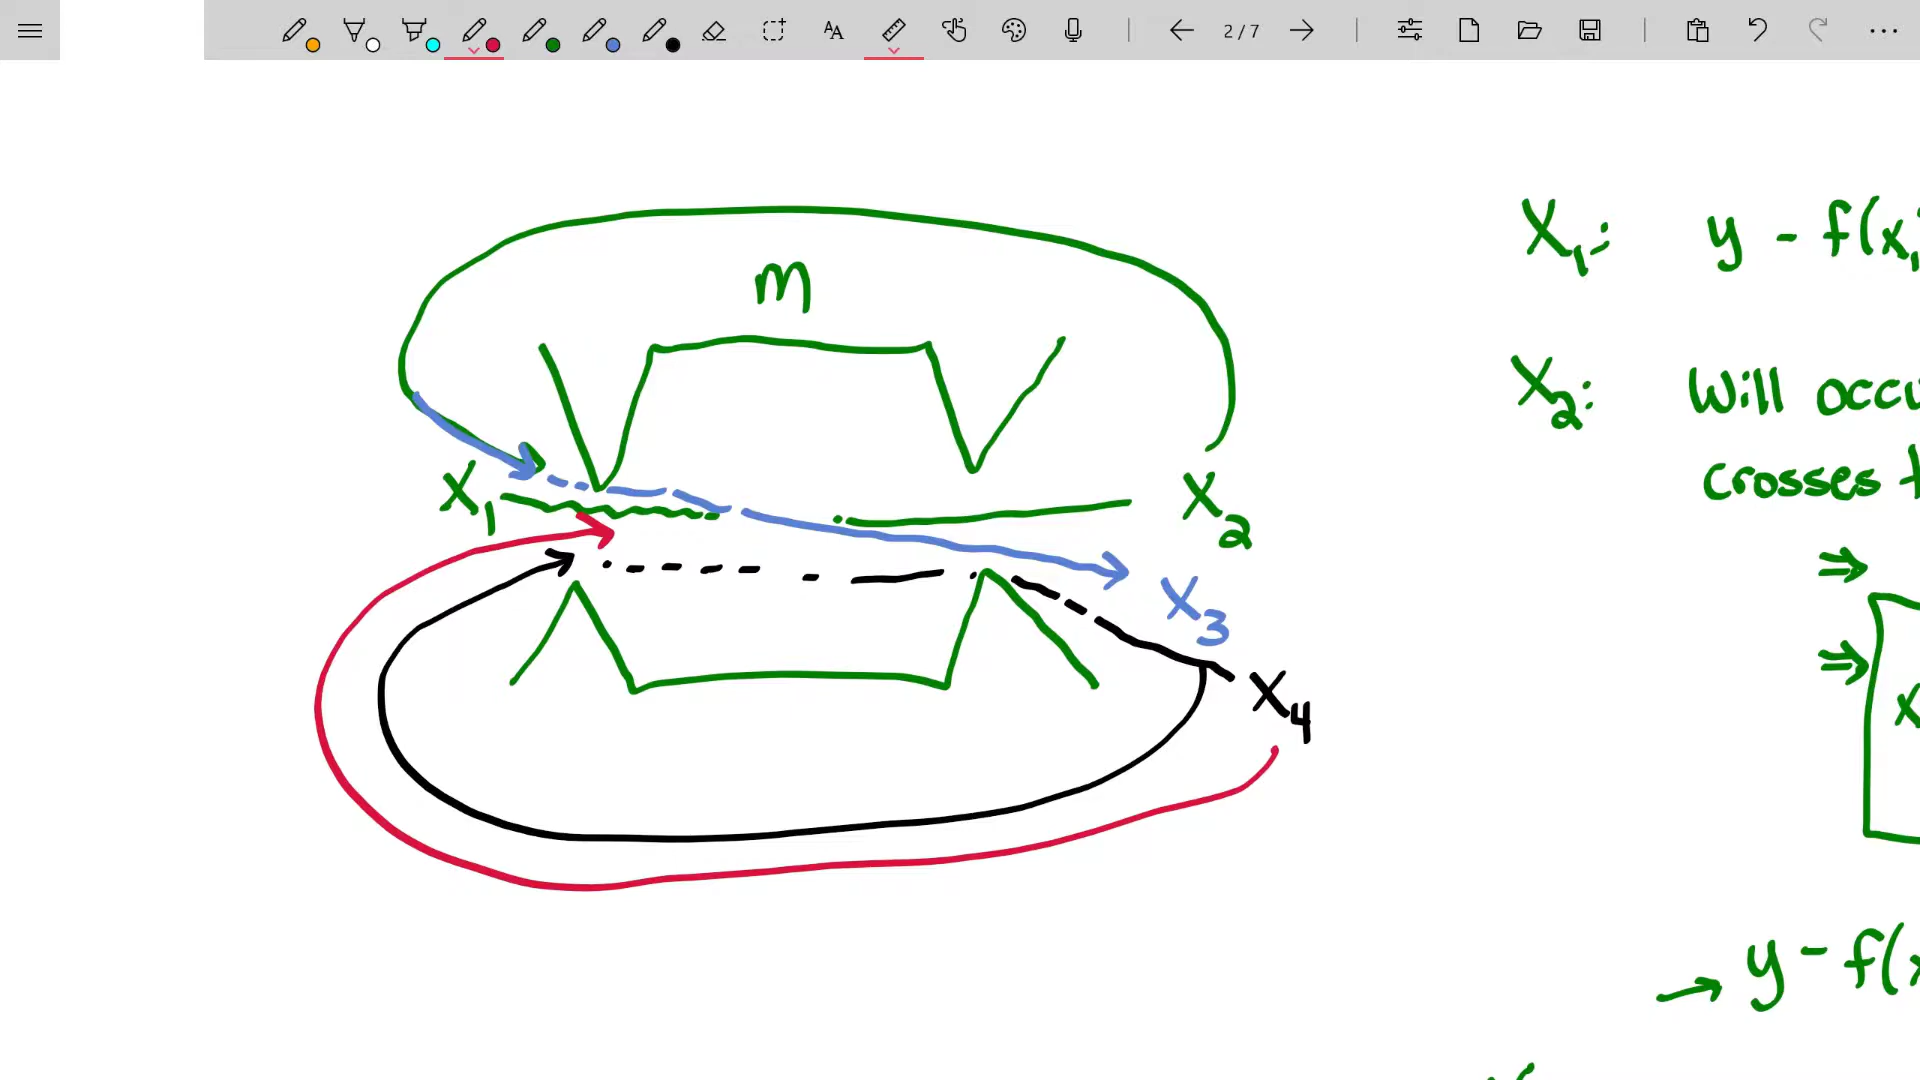 2 / 7
m
X₁
X₂
X₃
X₄
X₁: y - f(x,
X₂: Will occu
crosses t
⇒
⇒
X
→ y - f(x